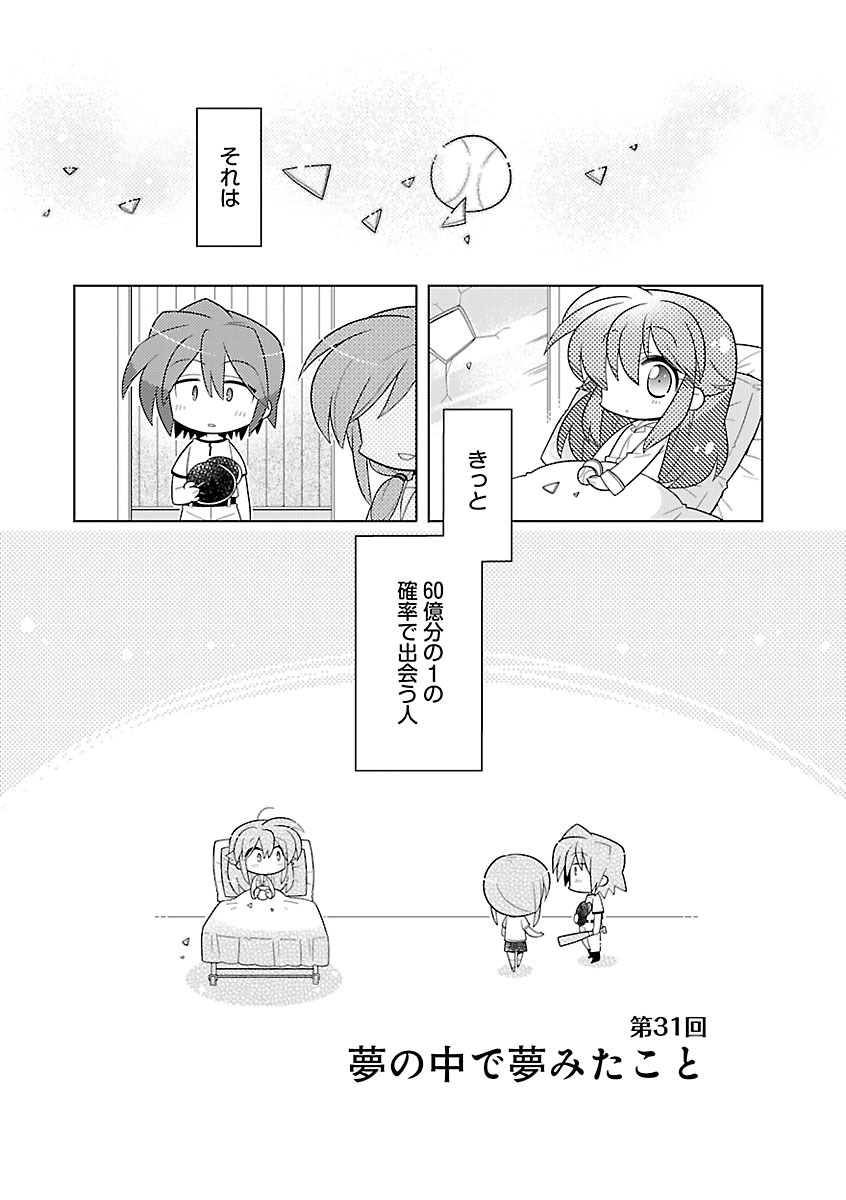 それは
きっと
60億分の1の
確率で出会う人
第31回
夢の中で夢みたこと